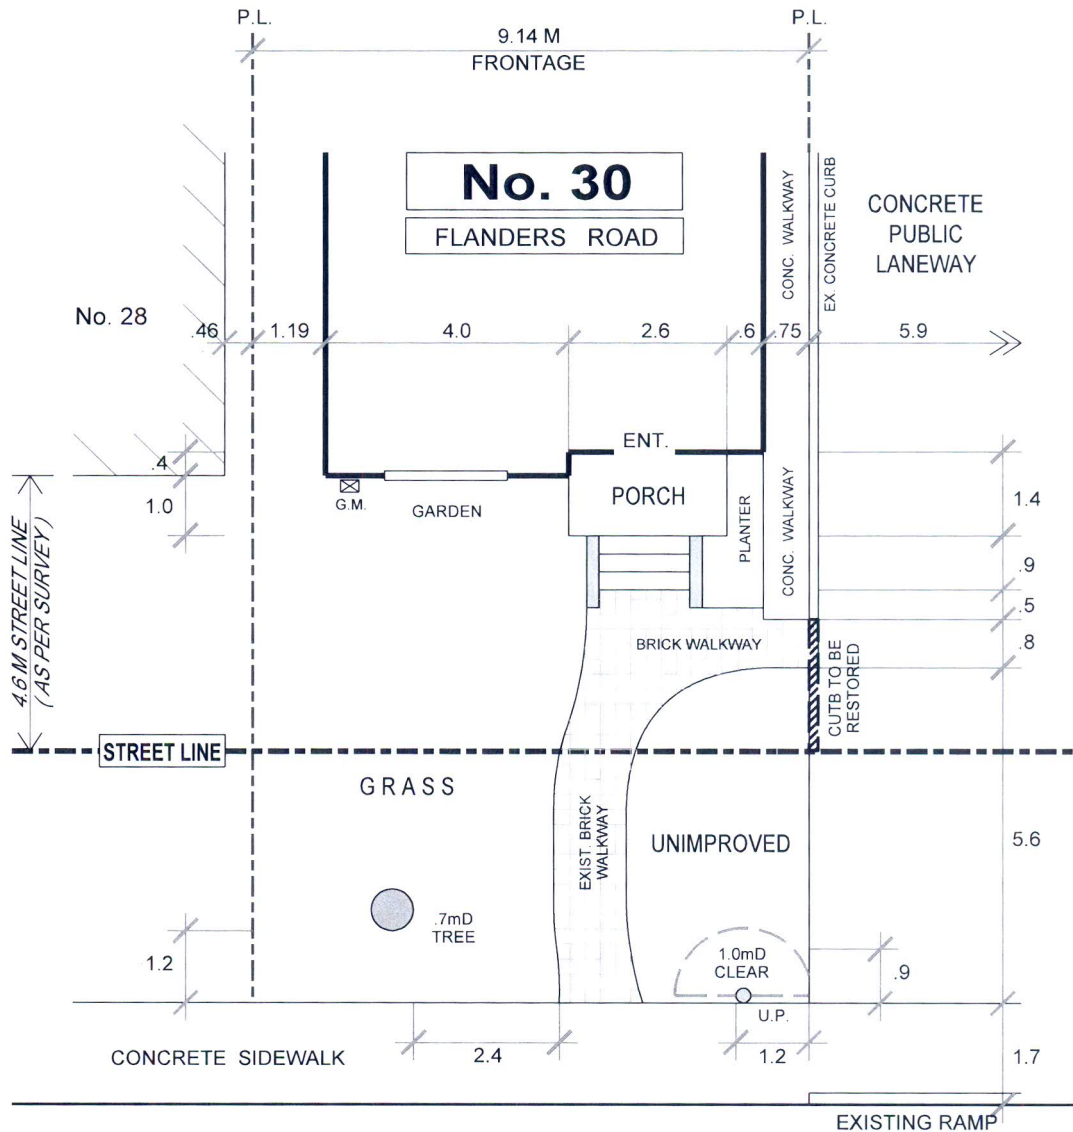 P.L.
P.L.
9.14 M
FRONTAGE
No. 30
FLANDERS ROAD
CONC. WALKWAY
EX. CONCRETE CURB
CONCRETE
PUBLIC
LANEWAY
No. 28
.46
1.19
4.0
2.6
.6
.75
5.9
ENT.
.4
1.0
G.M.
GARDEN
PORCH
PLANTER
CONC. WALKWAY
1.4
.9
.5
.8
4.6 M STREET LINE
( AS PER SURVEY )
BRICK WALKWAY
CUTB TO BE
RESTORED
STREET LINE
GRASS
EXIST. BRICK
WALKWAY
UNIMPROVED
5.6
.7mD
TREE
1.2
1.0mD
CLEAR
.9
U.P.
CONCRETE SIDEWALK
2.4
1.2
1.7
EXISTING RAMP